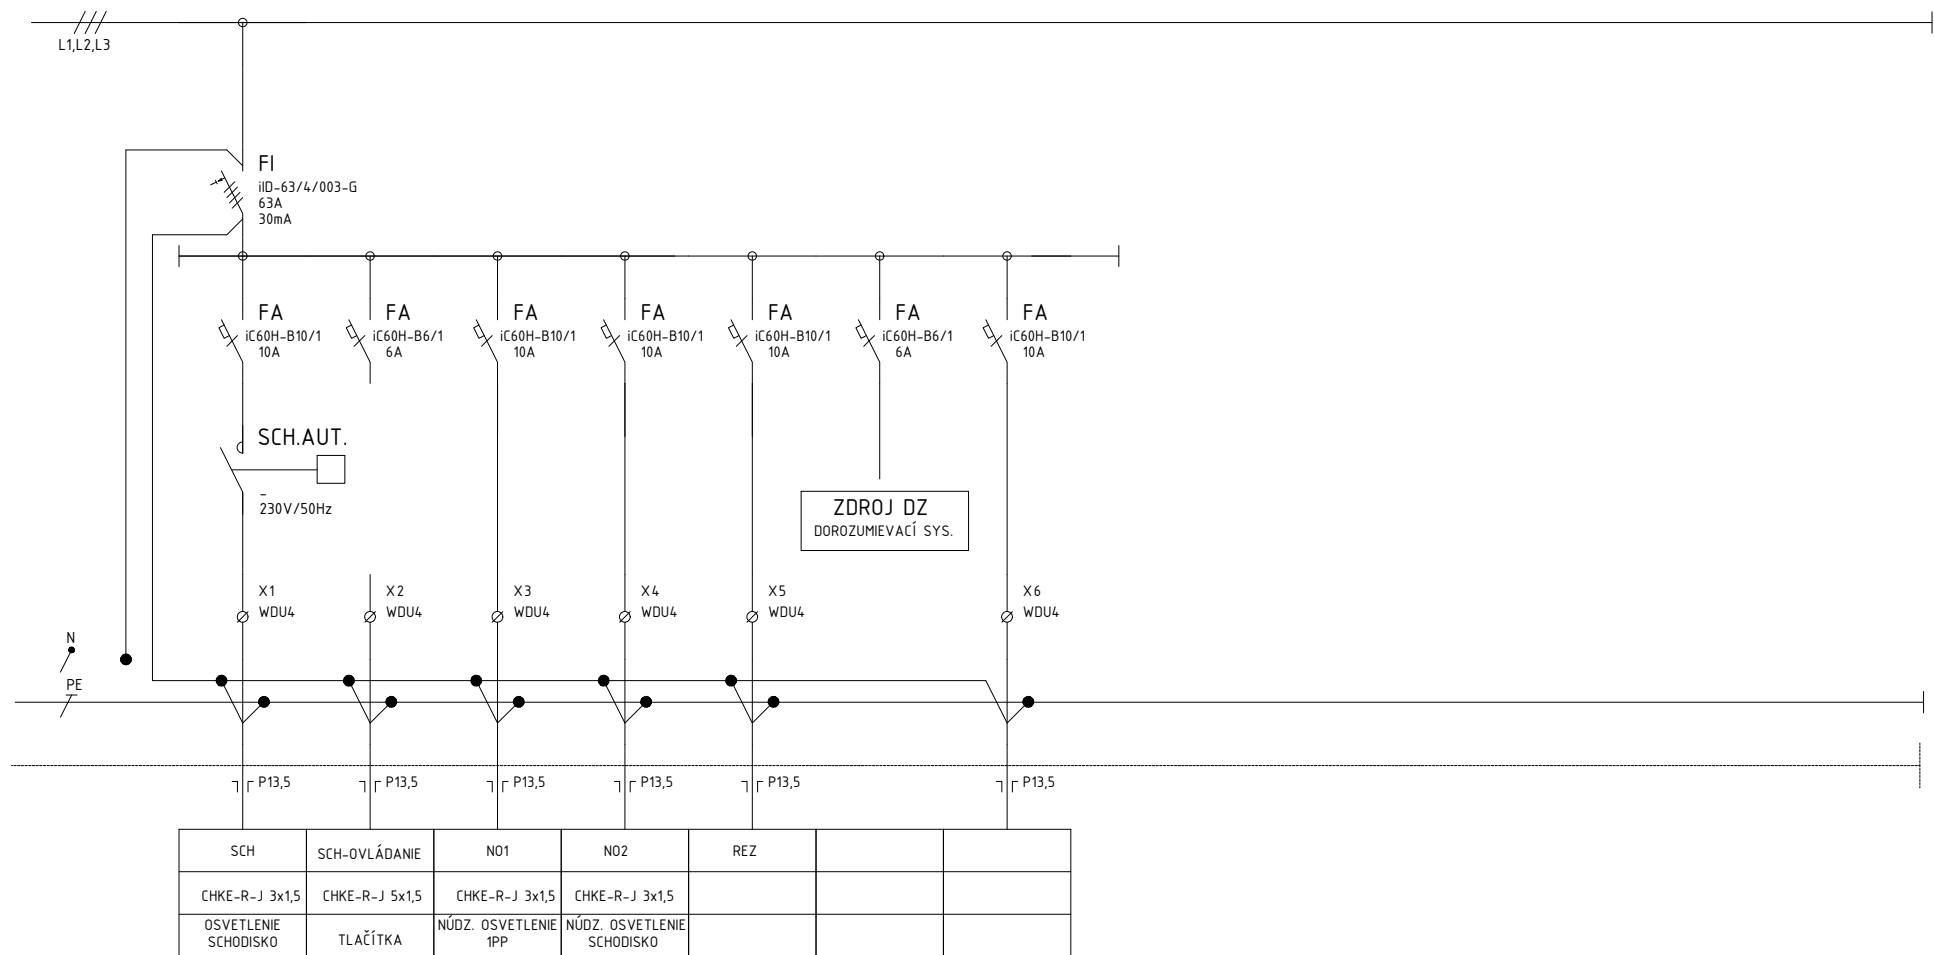 L1,L2,L3
FI
iID-63/4/003-G
63A
30mA
FA
iC60H-B10/1
10A
FA
iC60H-B6/1
6A
FA
iC60H-B10/1
10A
FA
iC60H-B10/1
10A
FA
iC60H-B10/1
10A
FA
iC60H-B6/1
6A
FA
iC60H-B10/1
10A
SCH.AUT.
-
230V/50Hz
ZDROJ DZ
DOROZUMIEVACÍ SYS.
X1
WDU4
X2
WDU4
X3
WDU4
X4
WDU4
X5
WDU4
X6
WDU4
N
PE
P13,5
P13,5
P13,5
P13,5
P13,5
P13,5
SCH
SCH-OVLÁDANIE
NO1
NO2
REZ
CHKE-R-J 3x1,5
CHKE-R-J 5x1,5
CHKE-R-J 3x1,5
CHKE-R-J 3x1,5
OSVETLENIE
SCHODISKO
TLAČÍTKA
NÚDZ. OSVETLENIE
1PP
NÚDZ. OSVETLENIE
SCHODISKO